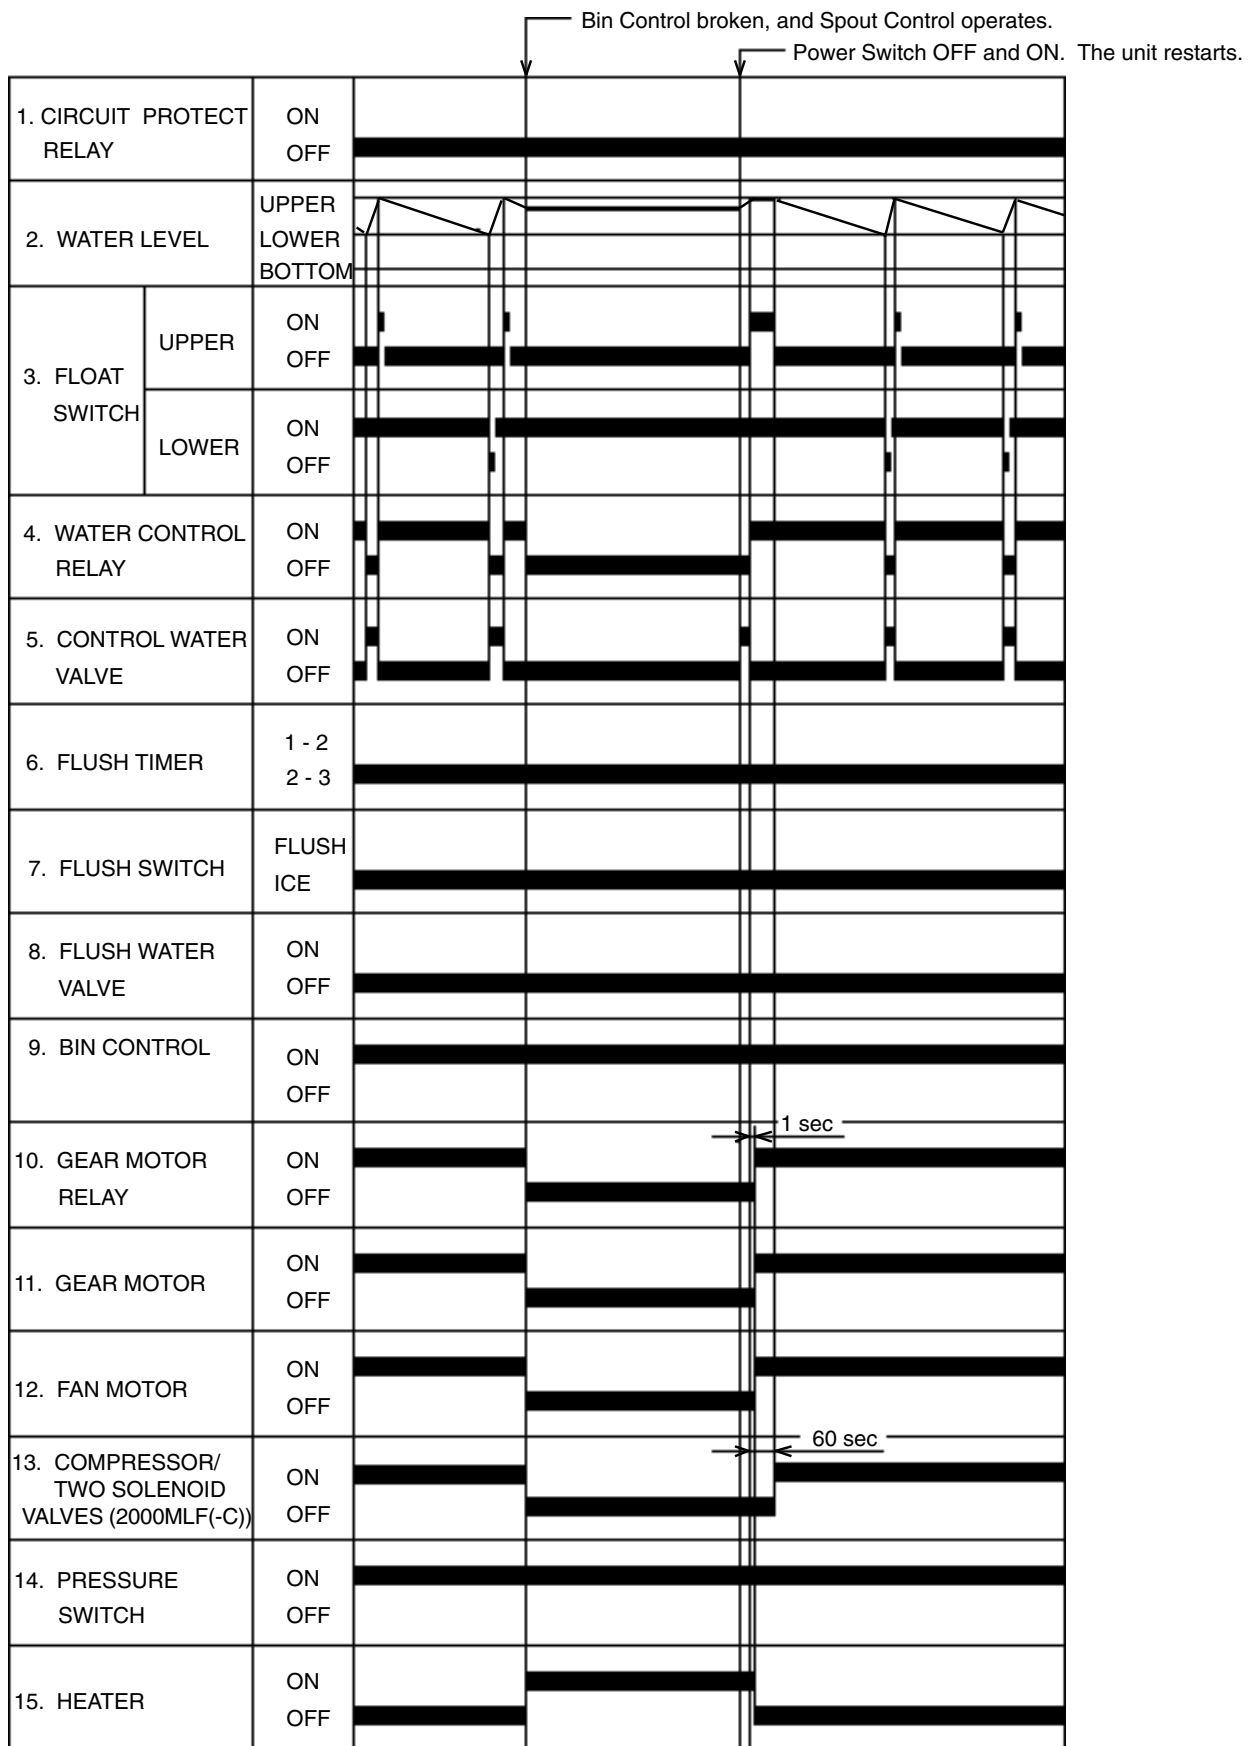 Bin Control broken, and Spout Control operates.
Power Switch OFF and ON. The unit restarts.
1. CIRCUIT PROTECT
RELAY
ON
OFF
2. WATER LEVEL
UPPER
LOWER
BOTTOM
3. FLOAT
SWITCH
UPPER
ON
OFF
LOWER
ON
OFF
4. WATER CONTROL
RELAY
ON
OFF
5. CONTROL WATER
VALVE
ON
OFF
6. FLUSH TIMER
1 - 2
2 - 3
7. FLUSH SWITCH
FLUSH
ICE
8. FLUSH WATER
VALVE
ON
OFF
9. BIN CONTROL
ON
OFF
1 sec
10. GEAR MOTOR
RELAY
ON
OFF
11. GEAR MOTOR
ON
OFF
12. FAN MOTOR
ON
OFF
60 sec
13. COMPRESSOR/
TWO SOLENOID
VALVES (2000MLF(-C))
ON
OFF
14. PRESSURE
SWITCH
ON
OFF
15. HEATER
ON
OFF